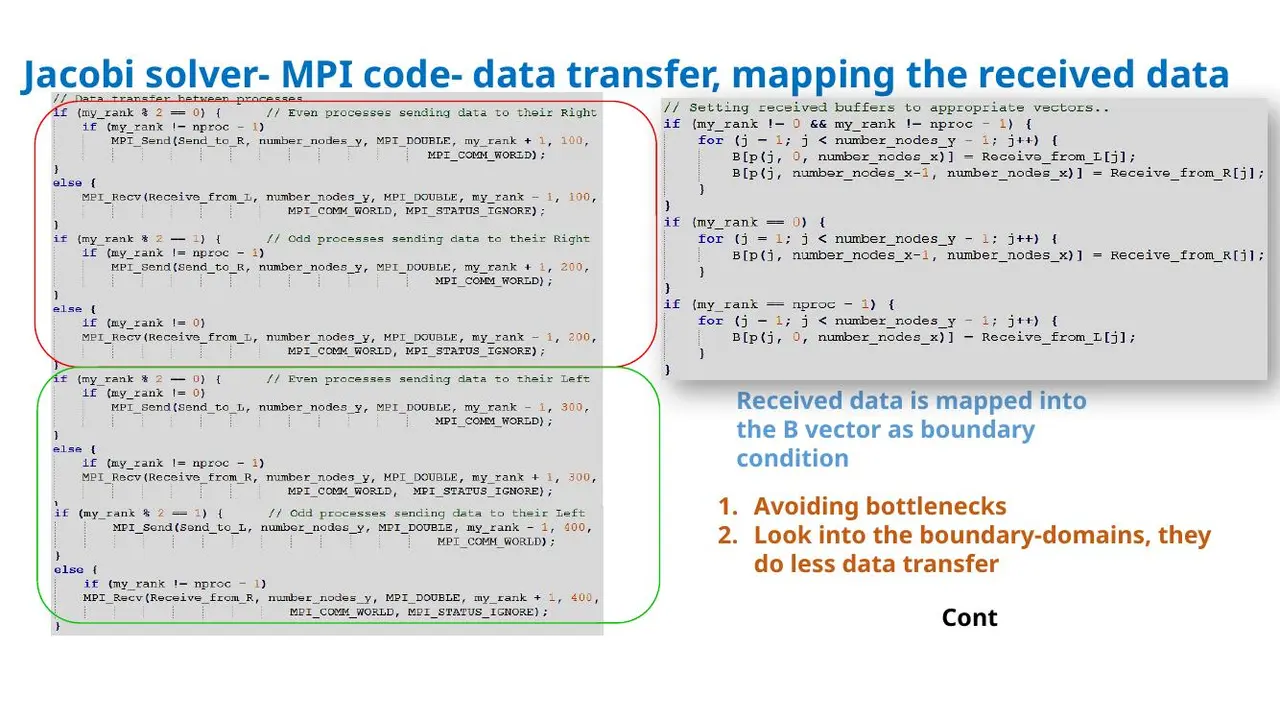 Jacobi solver- MPI code- data transfer, mapping the received data
// Data transfer between processes
if (my_rank % 2 == 0) { // Even processes sending data to their Right
if (my_rank != nproc - 1)
MPI_Send(Send_to_R, number_nodes_y, MPI_DOUBLE, my_rank + 1, 100,
MPI_COMM_WORLD);
}
else {
MPI_Recv(Receive_from_L, number_nodes_y, MPI_DOUBLE, my_rank - 1, 100,
MPI_COMM_WORLD, MPI_STATUS_IGNORE);
}
if (my_rank % 2 == 1) { // Odd processes sending data to their Right
if (my_rank != nproc - 1)
MPI_Send(Send_to_R, number_nodes_y, MPI_DOUBLE, my_rank + 1, 200,
MPI_COMM_WORLD);
}
else {
if (my_rank != 0)
MPI_Recv(Receive_from_L, number_nodes_y, MPI_DOUBLE, my_rank - 1, 200,
MPI_COMM_WORLD, MPI_STATUS_IGNORE);
}
if (my_rank % 2 == 0) { // Even processes sending data to their Left
if (my_rank != 0)
MPI_Send(Send_to_L, number_nodes_y, MPI_DOUBLE, my_rank - 1, 300,
MPI_COMM_WORLD);
}
else {
if (my_rank != nproc - 1)
MPI_Recv(Receive_from_R, number_nodes_y, MPI_DOUBLE, my_rank + 1, 300,
MPI_COMM_WORLD, MPI_STATUS_IGNORE);
}
if (my_rank % 2 == 1) { // Odd processes sending data to their Left
MPI_Send(Send_to_L, number_nodes_y, MPI_DOUBLE, my_rank - 1, 400,
MPI_COMM_WORLD);
}
else {
if (my_rank != nproc - 1)
MPI_Recv(Receive_from_R, number_nodes_y, MPI_DOUBLE, my_rank + 1, 400,
MPI_COMM_WORLD, MPI_STATUS_IGNORE);
}
// Setting received buffers to appropriate vectors..
if (my_rank != 0 && my_rank != nproc - 1) {
for (j = 1; j < number_nodes_y - 1; j++) {
B[p(j, 0, number_nodes_x)] = Receive_from_L[j];
B[p(j, number_nodes_x-1, number_nodes_x)] = Receive_from_R[j];
}
}
if (my_rank == 0) {
for (j = 1; j < number_nodes_y - 1; j++) {
B[p(j, number_nodes_x-1, number_nodes_x)] = Receive_from_R[j];
}
}
if (my_rank == nproc - 1) {
for (j = 1; j < number_nodes_y - 1; j++) {
B[p(j, 0, number_nodes_x)] = Receive_from_L[j];
}
}
Received data is mapped into
the B vector as boundary
condition
1. Avoiding bottlenecks
2. Look into the boundary-domains, they
do less data transfer
Cont